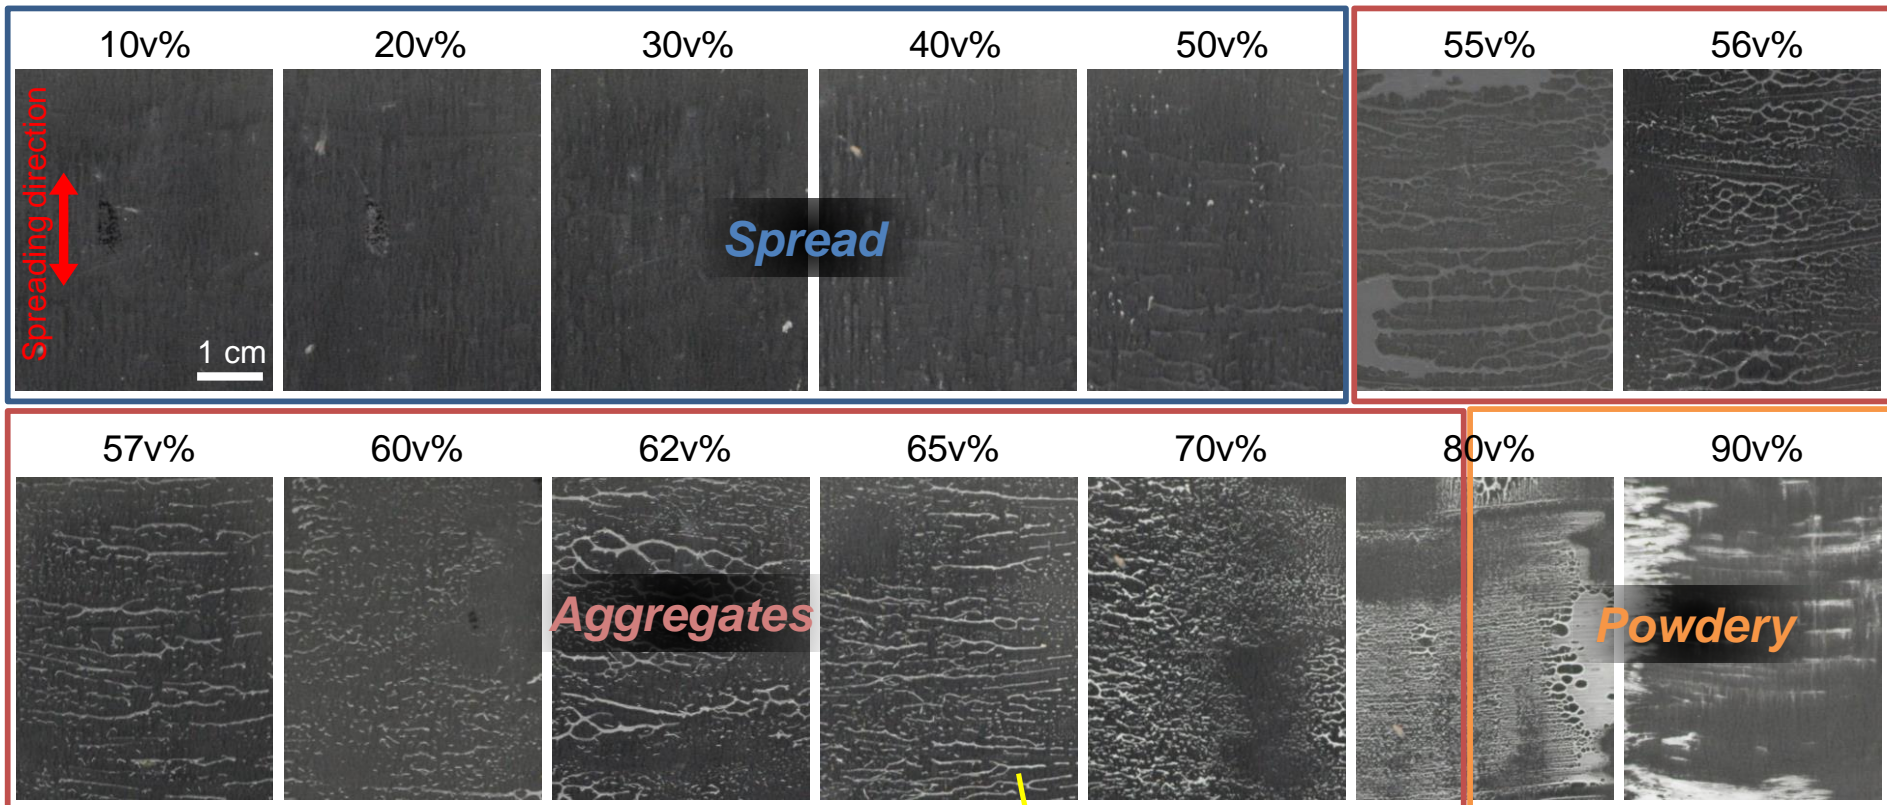 10v% 20v% 30v% 40v% 50v% 55v% 56v%
Spreading direction
Spread
1 cm
57v% 60v% 62v% 65v% 70v% 80v% 90v%
Aggregates
Powdery